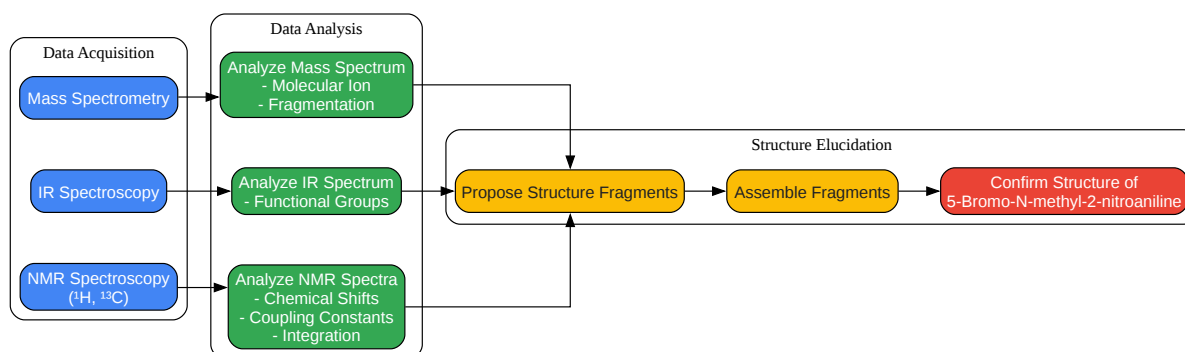 Data Acquisition
Mass Spectrometry
IR Spectroscopy
NMR Spectroscopy
(¹H, ¹³C)
Data Analysis
Analyze Mass Spectrum
- Molecular Ion
- Fragmentation
Analyze IR Spectrum
- Functional Groups
Analyze NMR Spectra
- Chemical Shifts
- Coupling Constants
- Integration
Structure Elucidation
Propose Structure Fragments
Assemble Fragments
Confirm Structure of
5-Bromo-N-methyl-2-nitroaniline